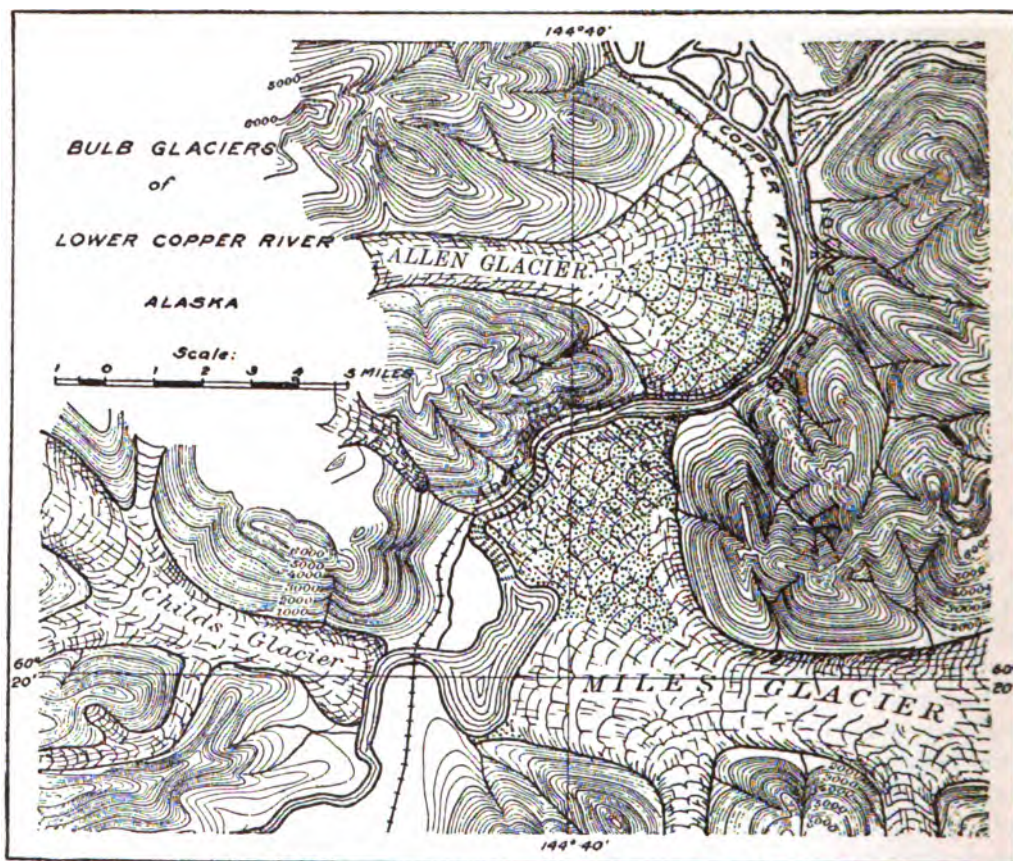 144°40'
5000
6000
BULB GLACIERS
of
LOWER COPPER RIVER
ALASKA
Scale:
1 0 1 2 3 4 5 MILES
COPPER RIVER
ALLEN GLACIER.
6000
5000
4000
3000
2000
1000
Childs Glacier
60°
20'
MILES GLACIER
60°
20'
144° 40'